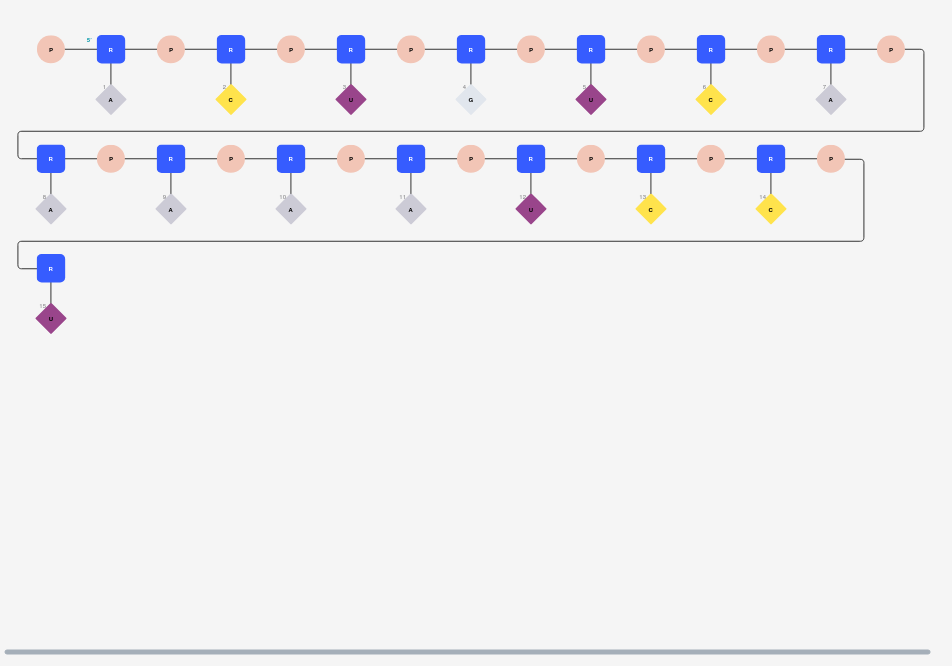 P 5' R P R P R P R P R P R P R P
1 A 2 C 3 U 4 G 5 U 6 C 7 A
R P R P R P R P R P R P R P
8 A 9 A 10 A 11 A 12 U 13 C 14 C
R
15 U